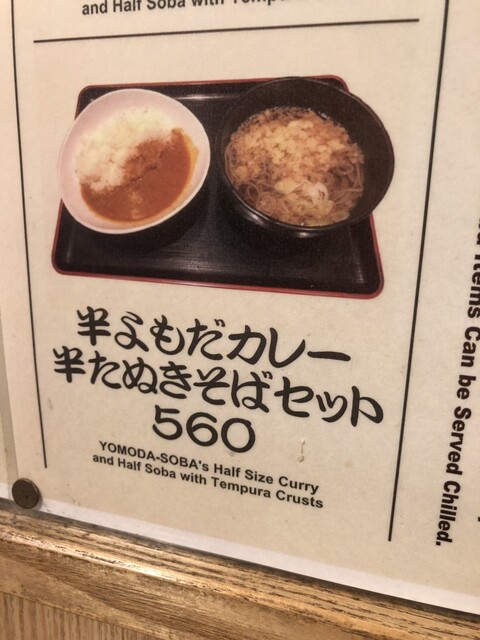 and Half Soba with Tempura
半よもだカレー
半たぬきそばセット
560
YOMODA-SOBA's Half Size Curry
and Half Soba with Tempura Crusts
Items Can be Served Chilled.